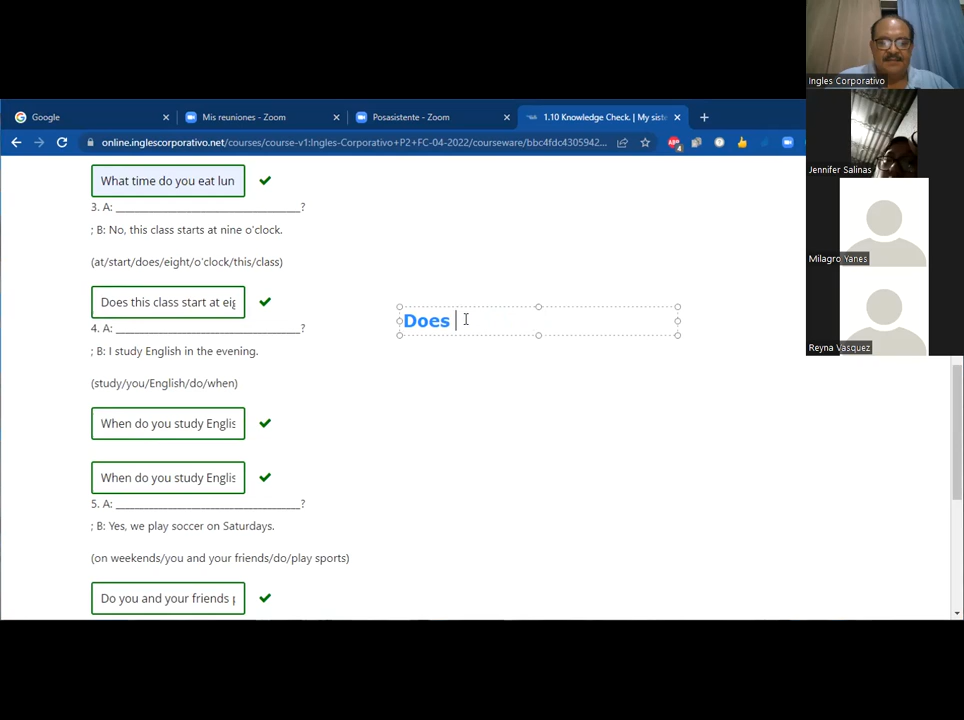 Google
Mis reuniones - Zoom
Posasistente - Zoom
1.10 Knowledge Check. | My siste
online.inglescorporativo.net/courses/course-v1:Ingles-Corporativo+P2+FC-04-2022/courseware/bbc4fdc4305942...
ABP
4
What time do you eat lun
3. A: ________________________________?
; B: No, this class starts at nine o'clock.
(at/start/does/eight/o'clock/this/class)
Does this class start at eig
4. A: ________________________________?
; B: I study English in the evening.
(study/you/English/do/when)
When do you study Englis
When do you study Englis
5. A: ________________________________?
; B: Yes, we play soccer on Saturdays.
(on weekends/you and your friends/do/play sports)
Do you and your friends p
Does
Ingles Corporativo
Jennifer Salinas
Milagro Yanes
Reyna Vasquez